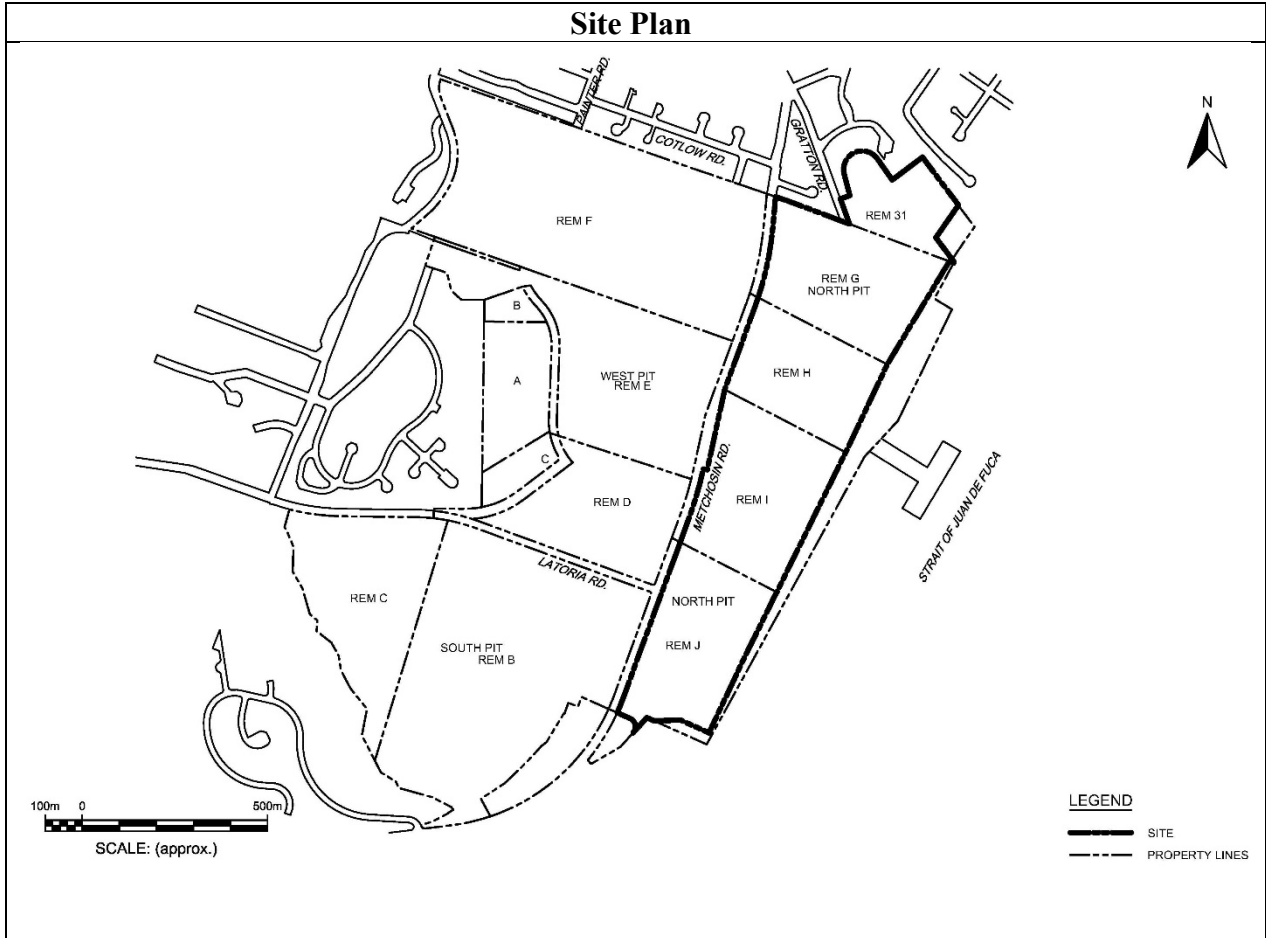 Site Plan
PAINTER RD.
COTLOW RD.
GRATTON RD.
N
REM 31
REM F
REM G
NORTH PIT
B
REM H
WEST PIT
REM E
A
C
METCHOSIN RD.
REM I
REM D
STRAIT OF JUAN DE FUCA
LATORIA RD.
REM C
NORTH PIT
SOUTH PIT
REM B
REM J
100m 0 500m
SCALE: (approx.)
LEGEND
SITE
PROPERTY LINES